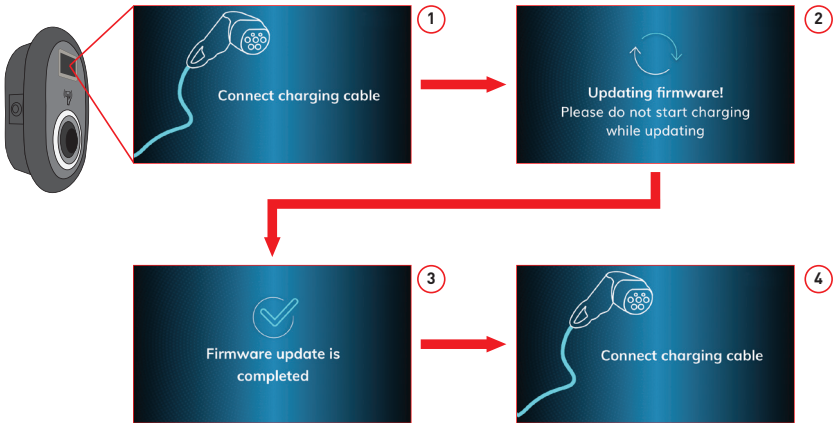 1
Connect charging cable
2
Updating firmware!
Please do not start charging
while updating
3
Firmware update is
completed
4
Connect charging cable